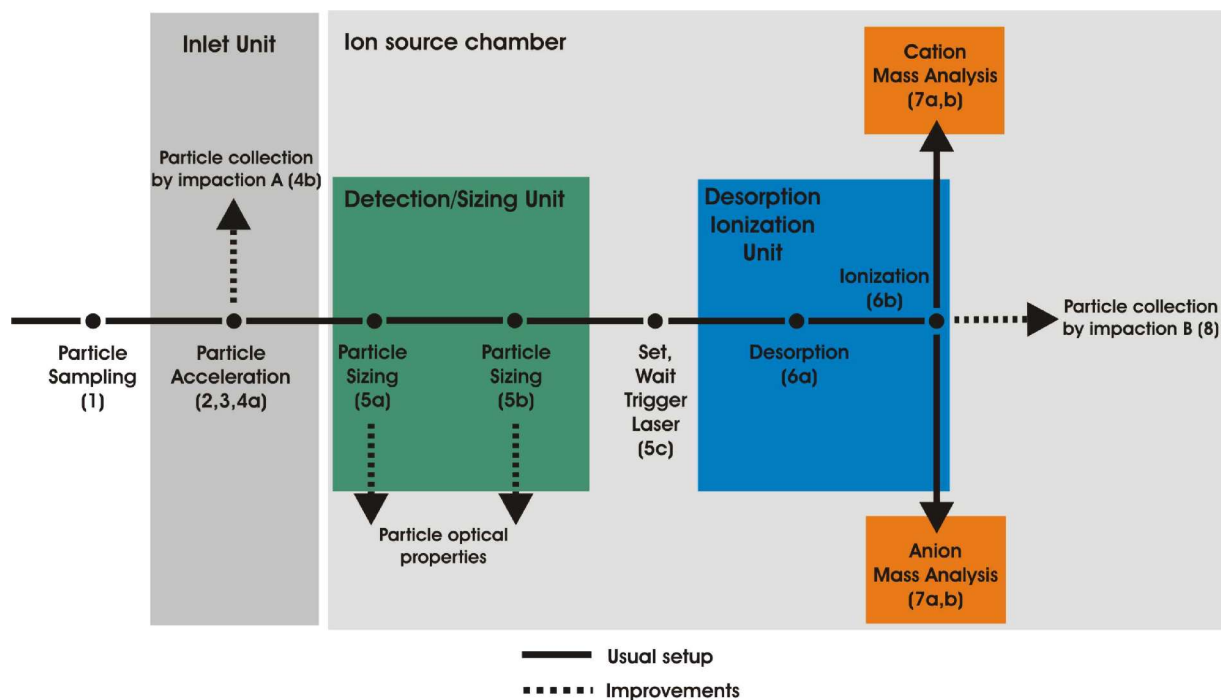 Inlet Unit
Ion source chamber
Cation
Mass Analysis
(7a,b)
Particle collection
by impaction A (4b)
Detection/Sizing Unit
Desorption
Ionization
Unit
Ionization
(6b)
Particle collection
by impaction B (8)
Particle
Sampling
(1)
Particle
Acceleration
(2,3,4a)
Particle
Sizing
(5a)
Particle
Sizing
(5b)
Set,
Wait
Trigger
Laser
(5c)
Desorption
(6a)
Particle optical
properties
Anion
Mass Analysis
(7a,b)
Usual setup
Improvements